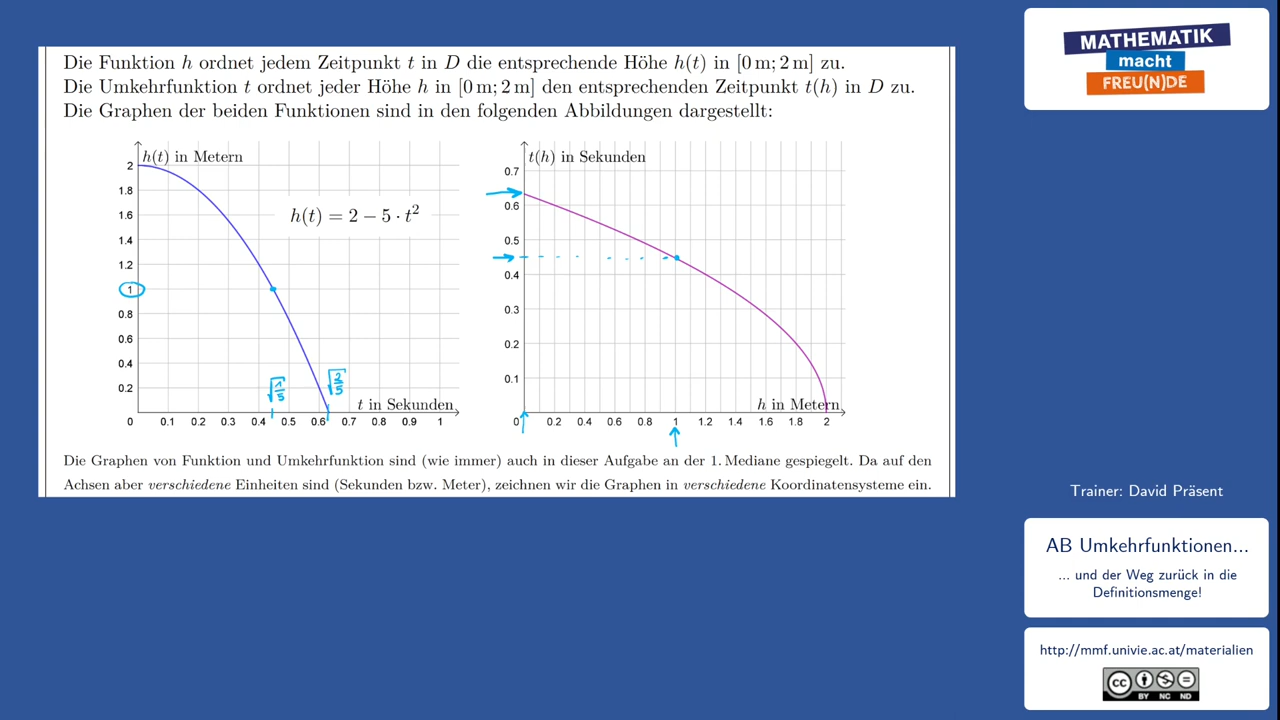 Die Funktion h ordnet jedem Zeitpunkt t in D die entsprechende Höhe h(t) in [0 m; 2 m] zu.
Die Umkehrfunktion t ordnet jeder Höhe h in [0 m; 2 m] den entsprechenden Zeitpunkt t(h) in D zu.
Die Graphen der beiden Funktionen sind in den folgenden Abbildungen dargestellt:
h(t) in Metern
2
1.8
1.6
1.4
1.2
1
0.8
0.6
0.4
0.2
h(t) = 2 − 5 · t²
√1/5
√2/5
t in Sekunden
0 0.1 0.2 0.3 0.4 0.5 0.6 0.7 0.8 0.9 1
t(h) in Sekunden
0.7
0.6
0.5
0.4
0.3
0.2
0.1
h in Metern
0 0.2 0.4 0.6 0.8 1 1.2 1.4 1.6 1.8 2
Die Graphen von Funktion und Umkehrfunktion sind (wie immer) auch in dieser Aufgabe an der 1. Mediane gespiegelt. Da auf den
Achsen aber verschiedene Einheiten sind (Sekunden bzw. Meter), zeichnen wir die Graphen in verschiedene Koordinatensysteme ein.
MATHEMATIK
macht
FREU(N)DE
Trainer: David Präsent
AB Umkehrfunktionen...
... und der Weg zurück in die
Definitionsmenge!
http://mmf.univie.ac.at/materialien
cc
BY NC ND